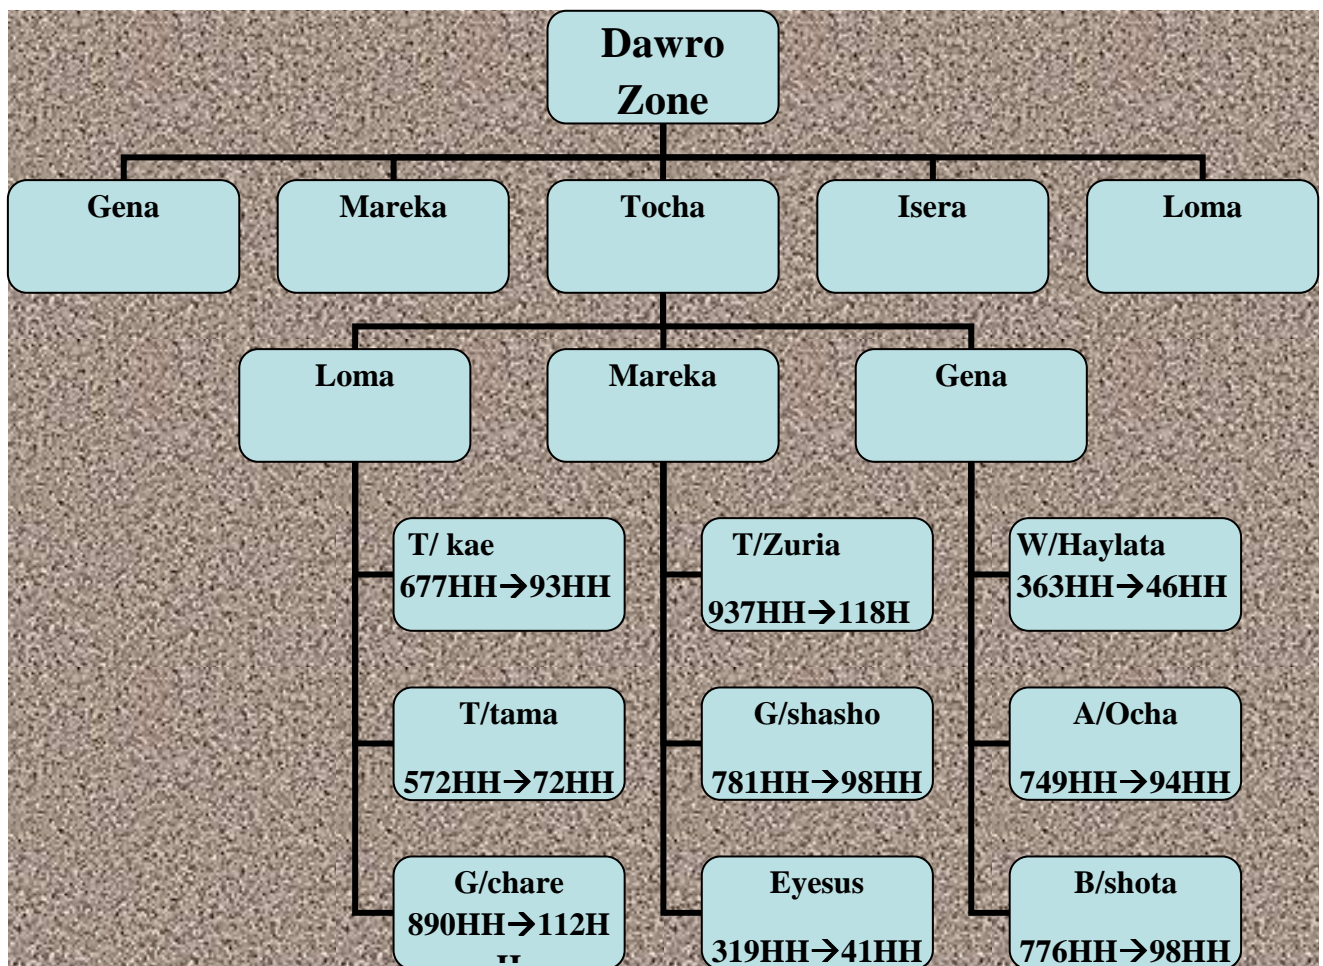 Dawro
Zone
Gena
Mareka
Tocha
Isera
Loma
Loma
Mareka
Gena
T/ kae
677HH→93HH
T/Zuria
937HH→118H
W/Haylata
363HH→46HH
T/tama
572HH→72HH
G/shasho
781HH→98HH
A/Ocha
749HH→94HH
G/chare
890HH→112H
H
Eyesus
319HH→41HH
B/shota
776HH→98HH